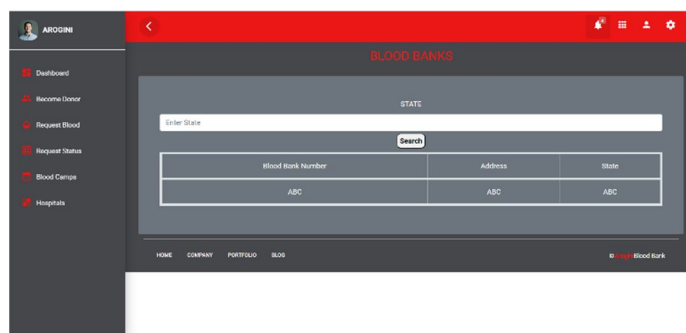 AROGINI
Dashboard
Become Donor
Request Blood
Request Status
Blood Camps
Hospitals
BLOOD BANKS
STATE
Enter State
Search
Blood Bank Number Address State
ABC ABC ABC
HOME COMPANY PORTFOLIO BLOG
© Blood Bank